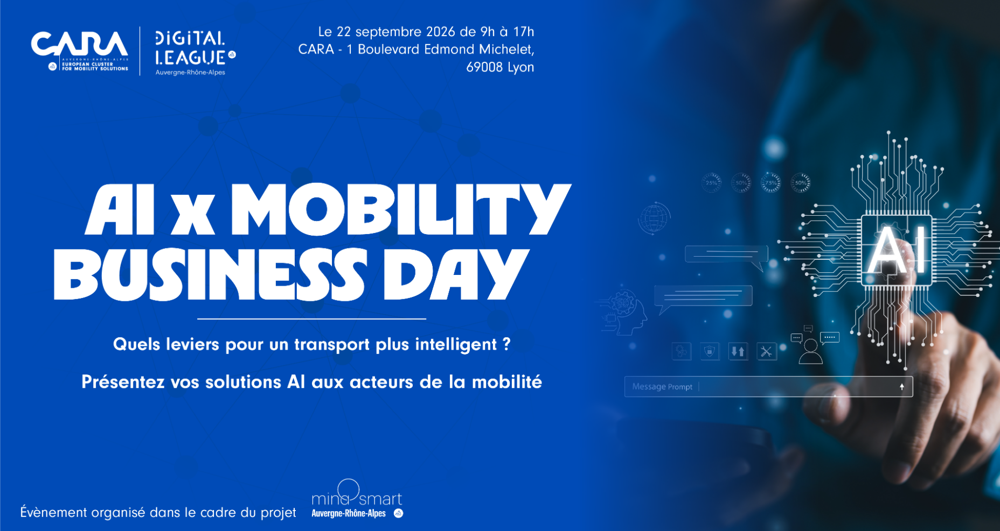 CARA
AUVERGNE-RHÔNE-ALPES
EUROPEAN CLUSTER
FOR MOBILITY SOLUTIONS
DIGITAL
LEAGUE
Auvergne-Rhône-Alpes
Le 22 septembre 2026 de 9h à 17h
CARA - 1 Boulevard Edmond Michelet,
69008 Lyon
AI x MOBILITY
BUSINESS DAY
Quels leviers pour un transport plus intelligent ?
Présentez vos solutions AI aux acteurs de la mobilité
25% 50% 75% 50%
AI
Message Prompt
Évènement organisé dans le cadre du projet
mind smart
Auvergne-Rhône-Alpes